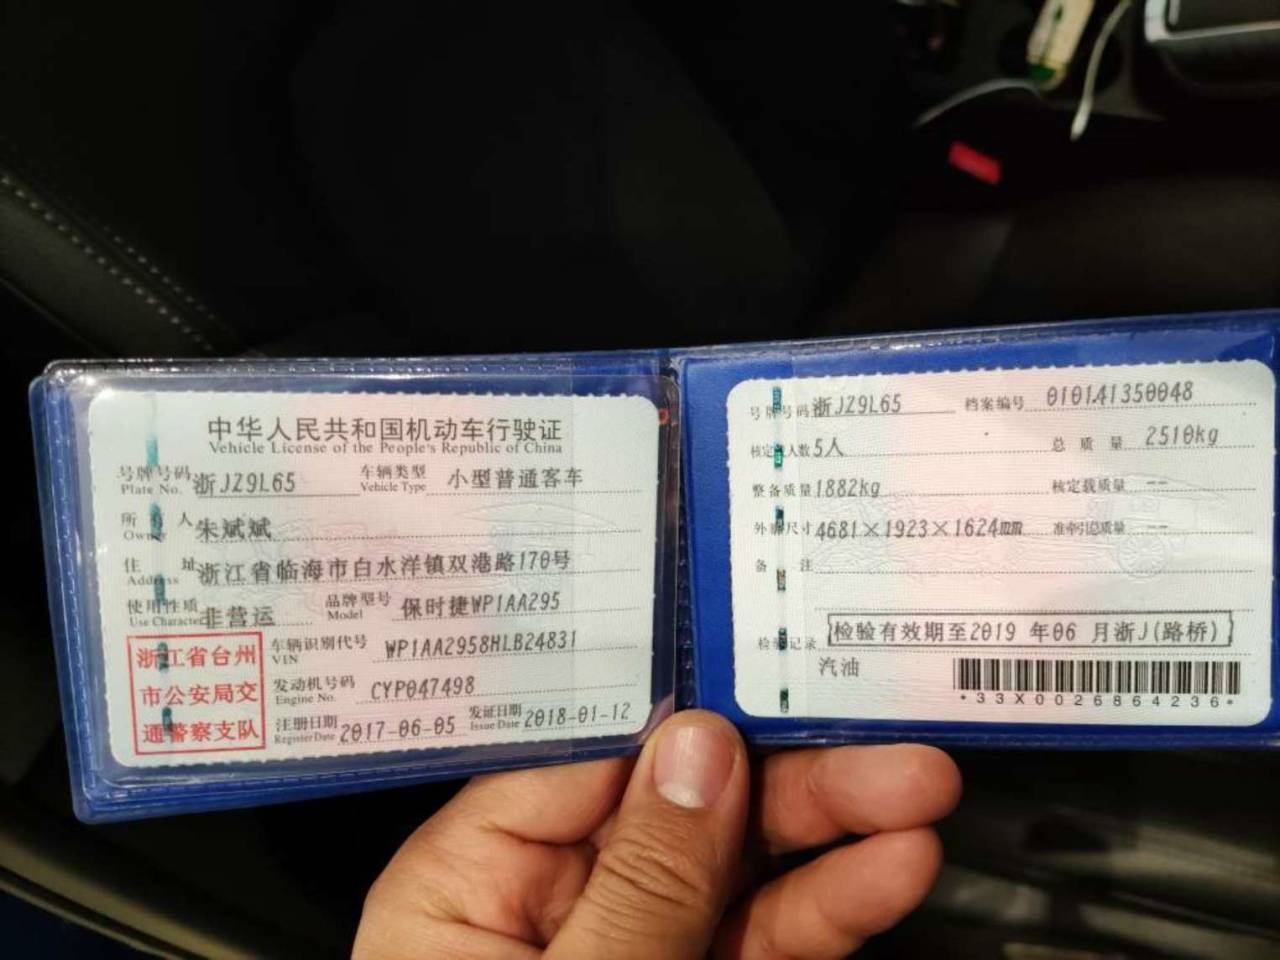 中华人民共和国机动车行驶证
Vehicle License of the People's Republic of China
号牌号码 浙JZ9L65 车辆类型 小型普通客车
Plate No. Vehicle Type
所有人 朱斌斌
Owner
住址 浙江省临海市白水洋镇双港路170号
Address
使用性质 非营运 品牌型号 保时捷WP1AA295
Use Character Model
浙江省台州
市公安局交
通警察支队
车辆识别代号 WP1AA2958HLB24831
VIN
发动机号码 CYP047498
Engine No.
注册日期 2017-06-05 发证日期 2018-01-12
Register Date Issue Date
号牌号码 浙JZ9L65 档案编号 010141350048
核定载人数 5人 总质量 2510kg
整备质量 1882kg 核定载质量 --
外廓尺寸 4681×1923×1624mm 准牵引总质量 --
备注
检验记录 检验有效期至2019年06月浙J(路桥)
汽油
*33X0026864236*